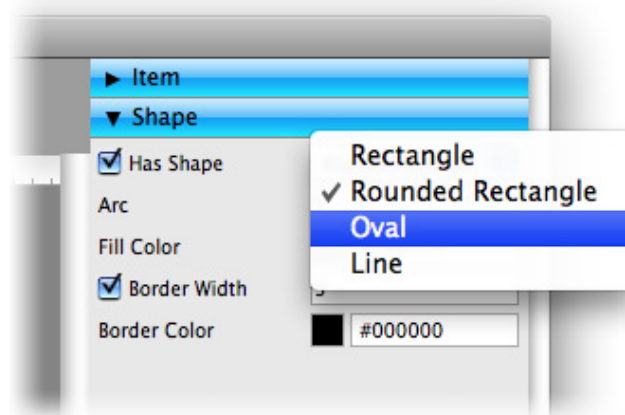 Item
Shape
Has Shape
Rectangle
Rounded Rectangle
Arc
Oval
Fill Color
Line
Border Width
Border Color
#000000